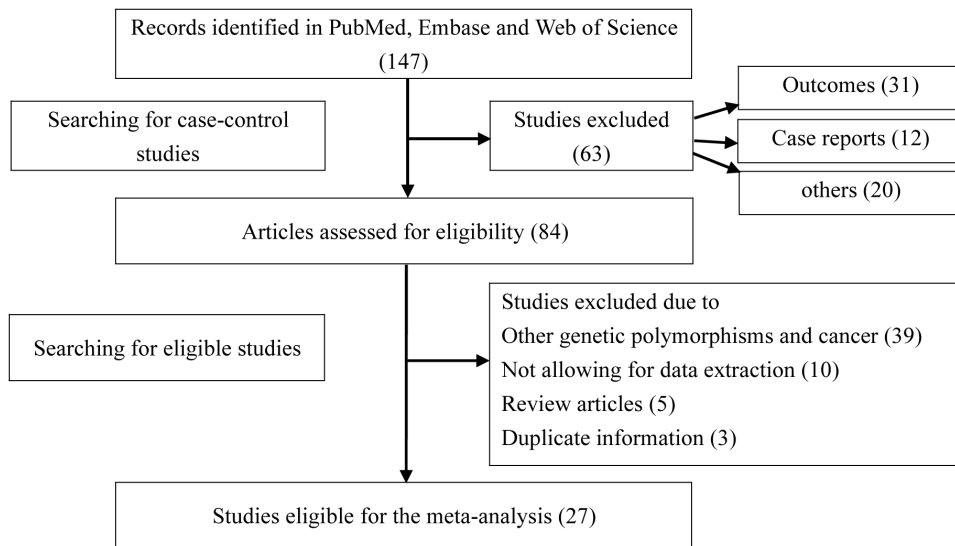 Records identified in PubMed, Embase and Web of Science
(147)
Searching for case-control
studies
Studies excluded
(63)
Outcomes (31)
Case reports (12)
others (20)
Articles assessed for eligibility (84)
Searching for eligible studies
Studies excluded due to
Other genetic polymorphisms and cancer (39)
Not allowing for data extraction (10)
Review articles (5)
Duplicate information (3)
Studies eligible for the meta-analysis (27)